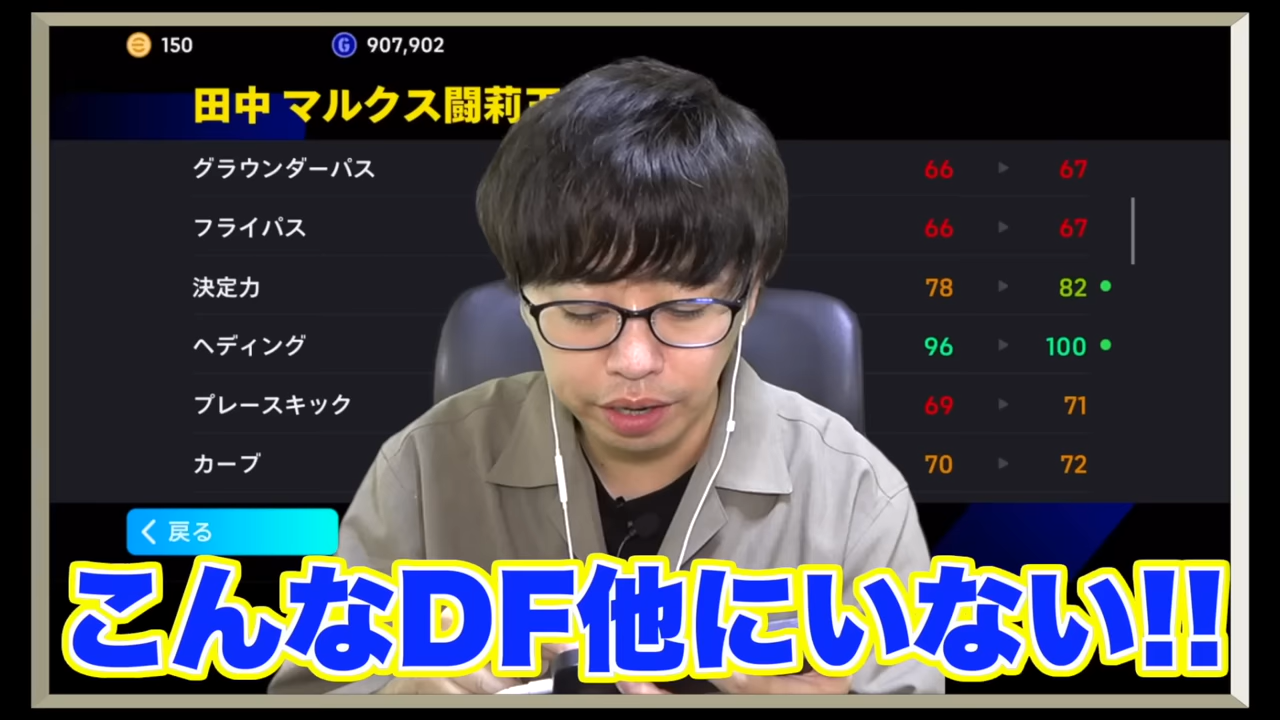 150
907,902
田中 マルクス闘莉王
グラウンダーパス 66 67
フライパス 66 67
決定力 78 82
ヘディング 96 100
プレースキック 69 71
カーブ 70 72
戻る
こんなDF他にいない!!